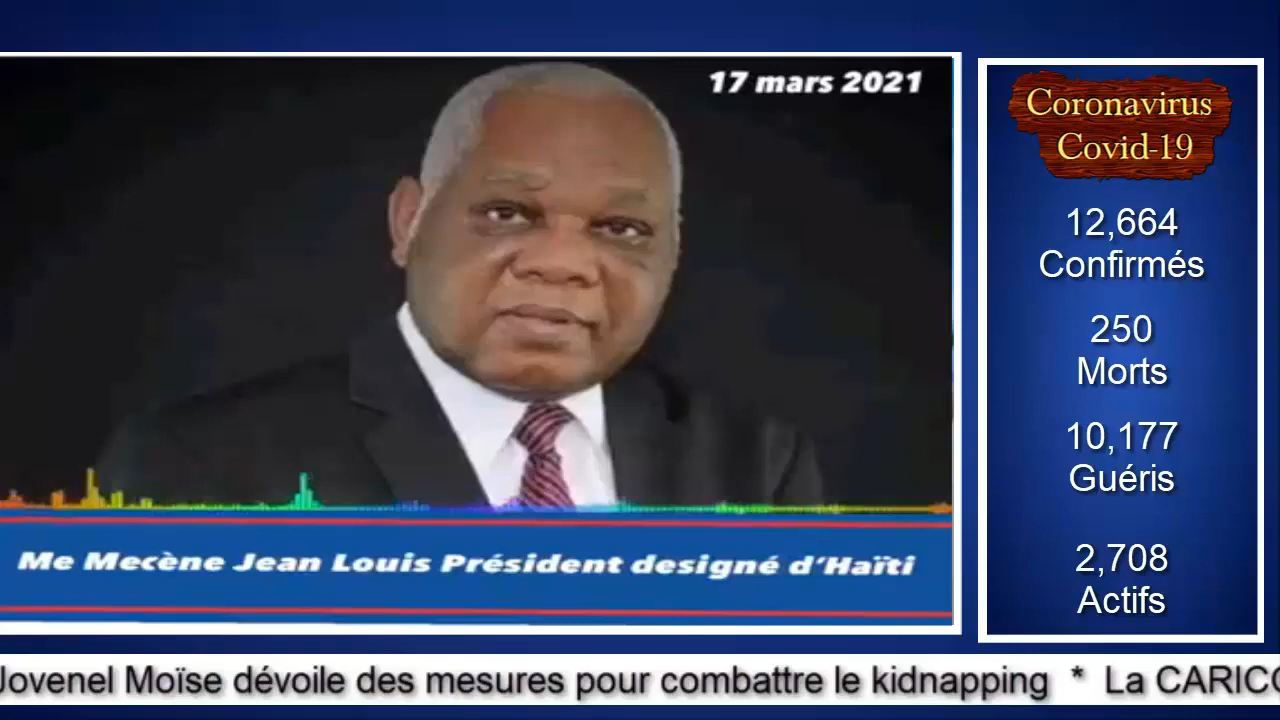 17 mars 2021
Me Mecène Jean Louis Président designé d'Haïti
Coronavirus
Covid-19
12,664
Confirmés
250
Morts
10,177
Guéris
2,708
Actifs
Jovenel Moïse dévoile des mesures pour combattre le kidnapping * La